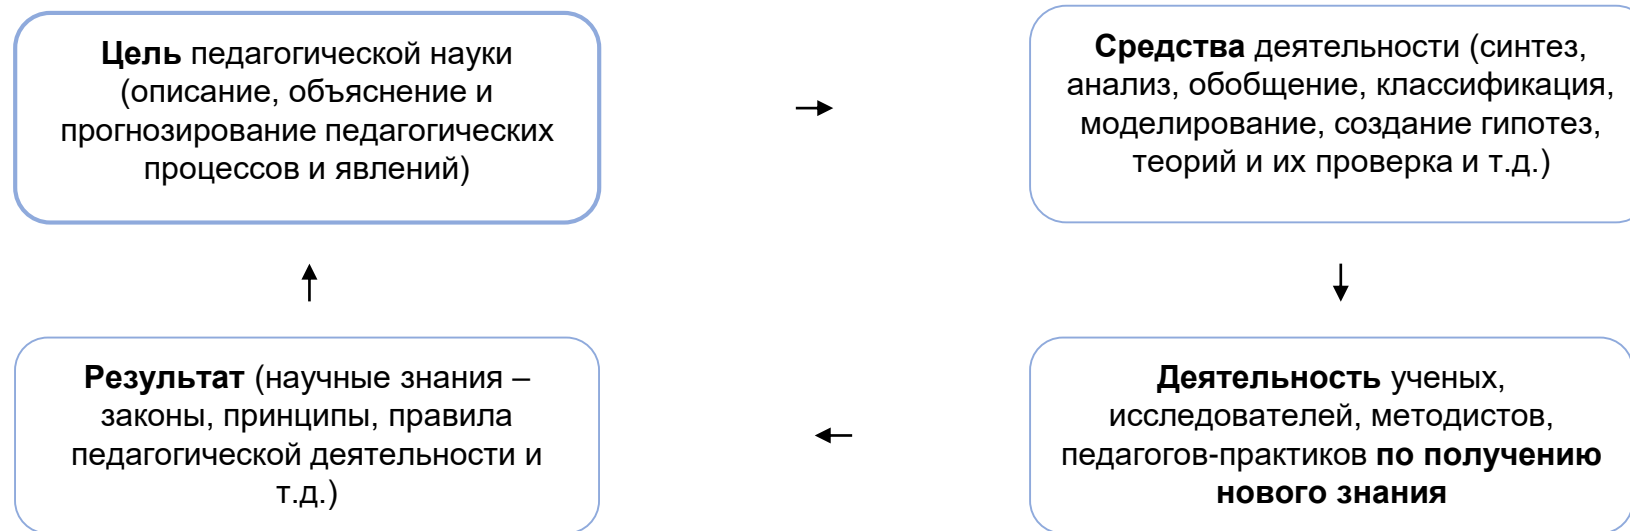 Цель педагогической науки
(описание, объяснение и
прогнозирование педагогических
процессов и явлений)
Средства деятельности (синтез,
анализ, обобщение, классификация,
моделирование, создание гипотез,
теорий и их проверка и т.д.)
Результат (научные знания –
законы, принципы, правила
педагогической деятельности и
т.д.)
Деятельность ученых,
исследователей, методистов,
педагогов-практиков по получению
нового знания